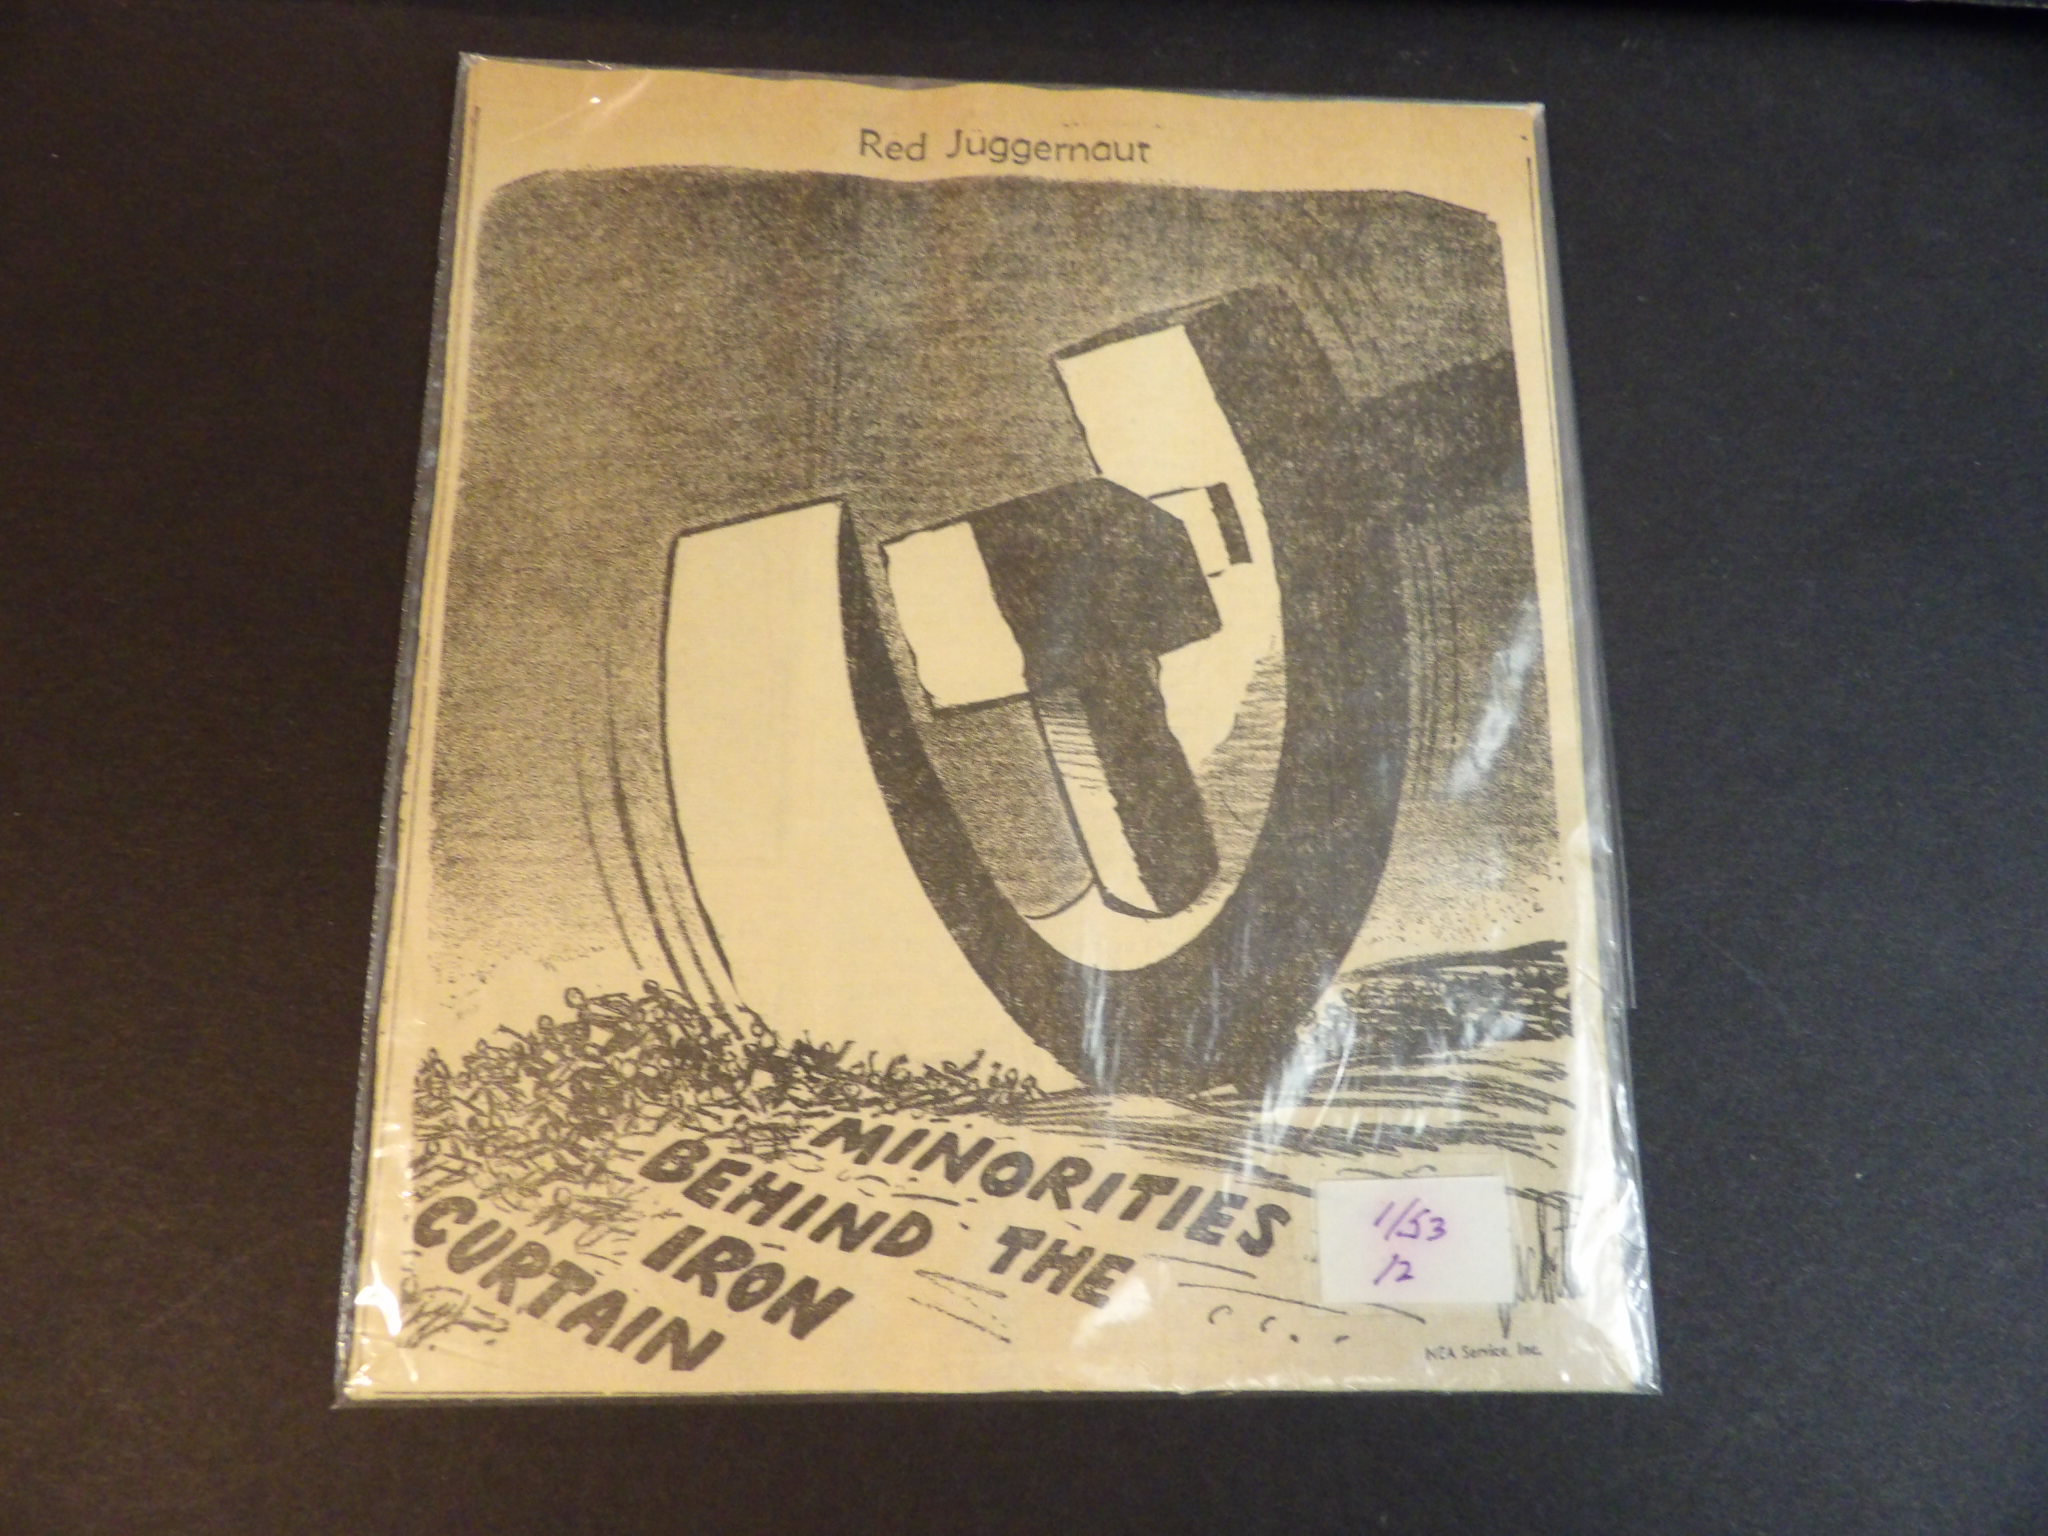 Red Juggernaut
MINORITIES
BEHIND THE
IRON
CURTAIN
1/53
12
NEA Service, Inc.